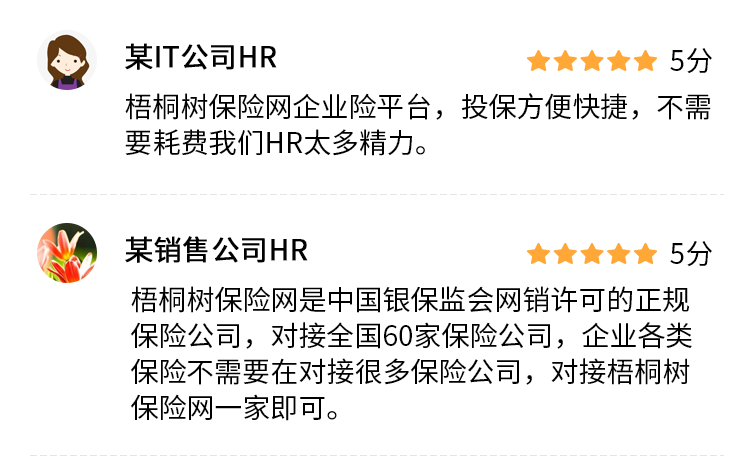 某IT公司HR
5分
梧桐树保险网企业险平台，投保方便快捷，不需
要耗费我们HR太多精力。
某销售公司HR
5分
梧桐树保险网是中国银保监会网销许可的正规
保险公司，对接全国60家保险公司，企业各类
保险不需要在对接很多保险公司，对接梧桐树
保险网一家即可。